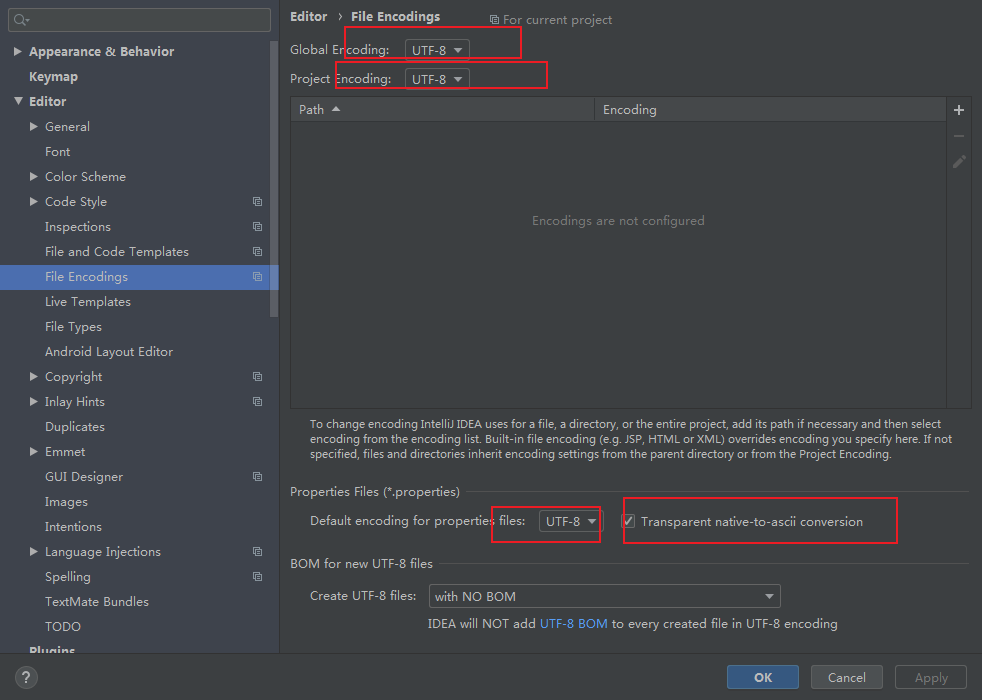 Appearance & Behavior
Keymap
Editor
General
Font
Color Scheme
Code Style
Inspections
File and Code Templates
File Encodings
Live Templates
File Types
Android Layout Editor
Copyright
Inlay Hints
Duplicates
Emmet
GUI Designer
Images
Intentions
Language Injections
Spelling
TextMate Bundles
TODO
Plugins
Editor › File Encodings For current project
Global Encoding: UTF-8
Project Encoding: UTF-8
Path Encoding
Encodings are not configured
To change encoding IntelliJ IDEA uses for a file, a directory, or the entire project, add its path if necessary and then select
encoding from the encoding list. Built-in file encoding (e.g. JSP, HTML or XML) overrides encoding you specify here. If not
specified, files and directories inherit encoding settings from the parent directory or from the Project Encoding.
Properties Files (*.properties)
Default encoding for properties files: UTF-8 Transparent native-to-ascii conversion
BOM for new UTF-8 files
Create UTF-8 files: with NO BOM
IDEA will NOT add UTF-8 BOM to every created file in UTF-8 encoding
? OK Cancel Apply